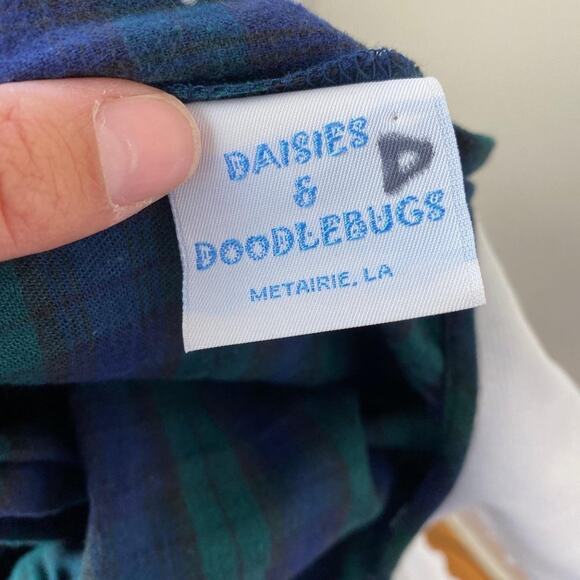 DAISIES D
&
DOODLEBUGS
METAIRIE, LA